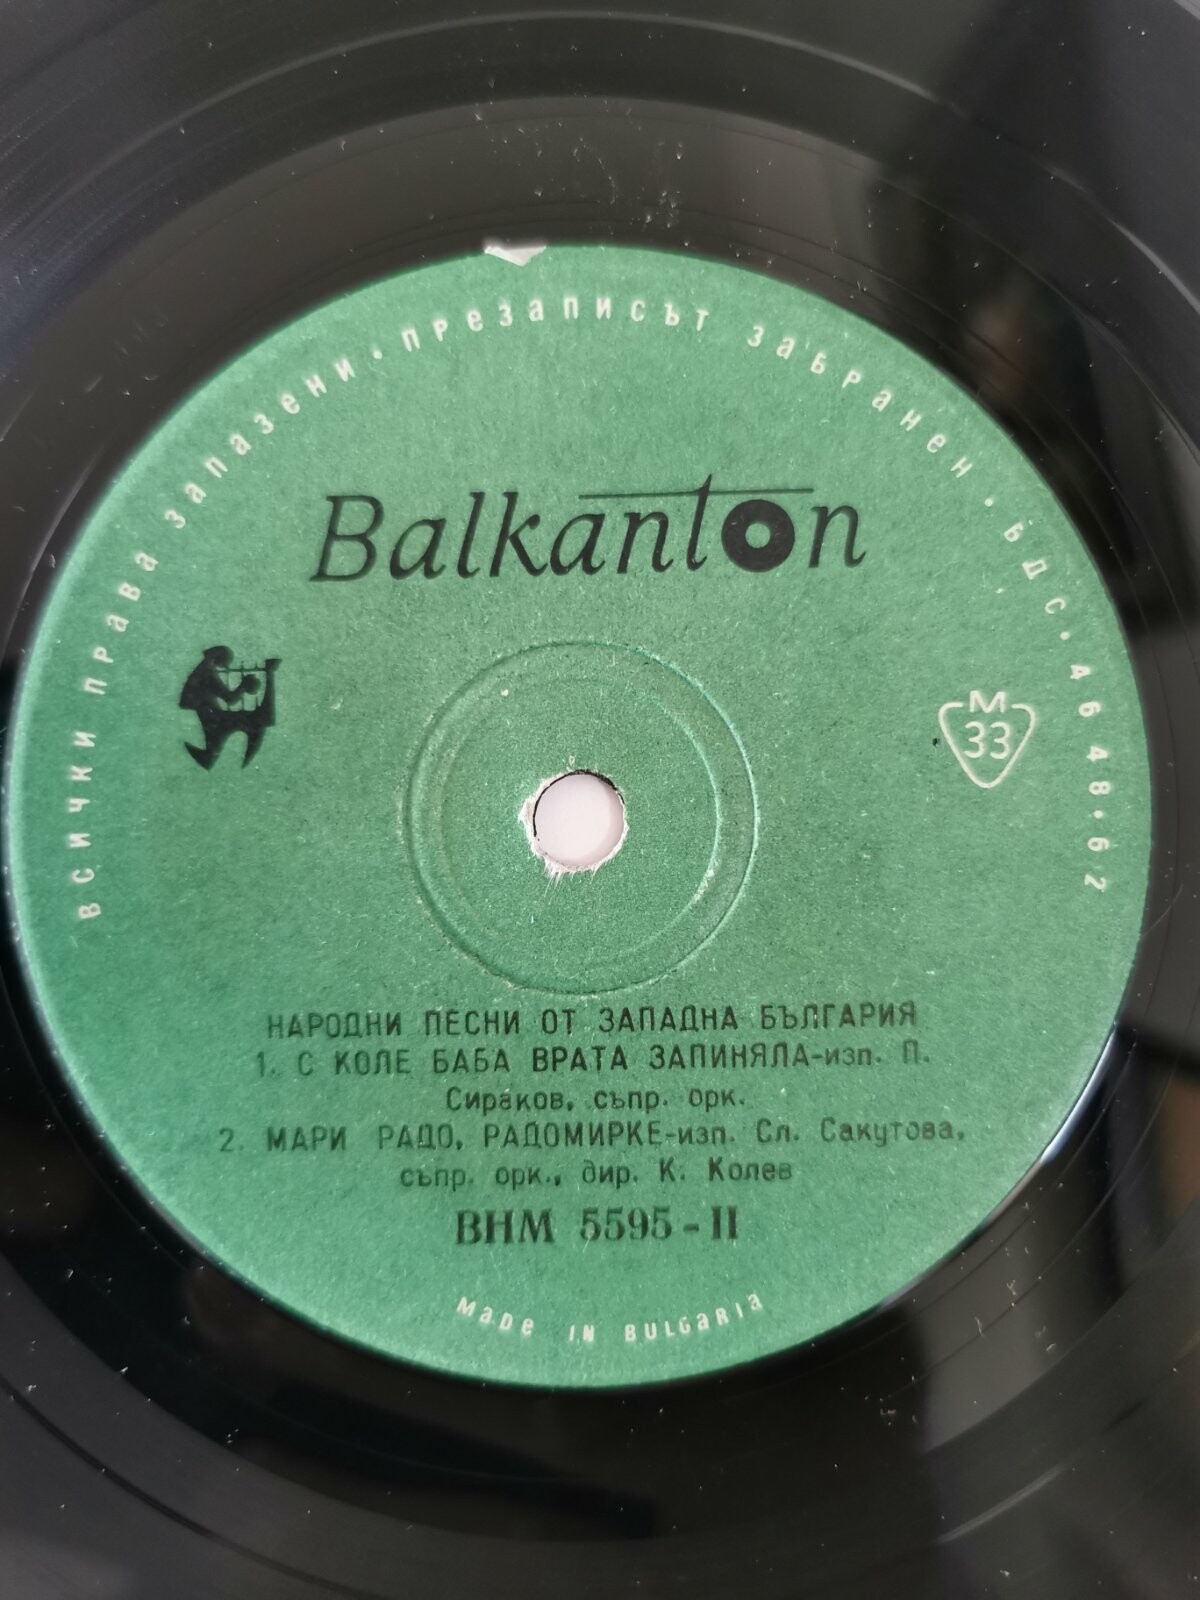 всички права запазени · презаписът забранен · БДС · 4648 · 62
Balkanton
М
33
НАРОДНИ ПЕСНИ ОТ ЗАПАДНА БЪЛГАРИЯ
1. С КОЛЕ БАБА ВРАТА ЗАПИНЯЛА-изп. П.
Сираков, съпр. орк.
2. МАРИ РАДО, РАДОМИРКЕ-изп. Сл. Сакутова,
съпр. орк., дир. К. Колев
ВНМ 5595-II
Made in Bulgaria